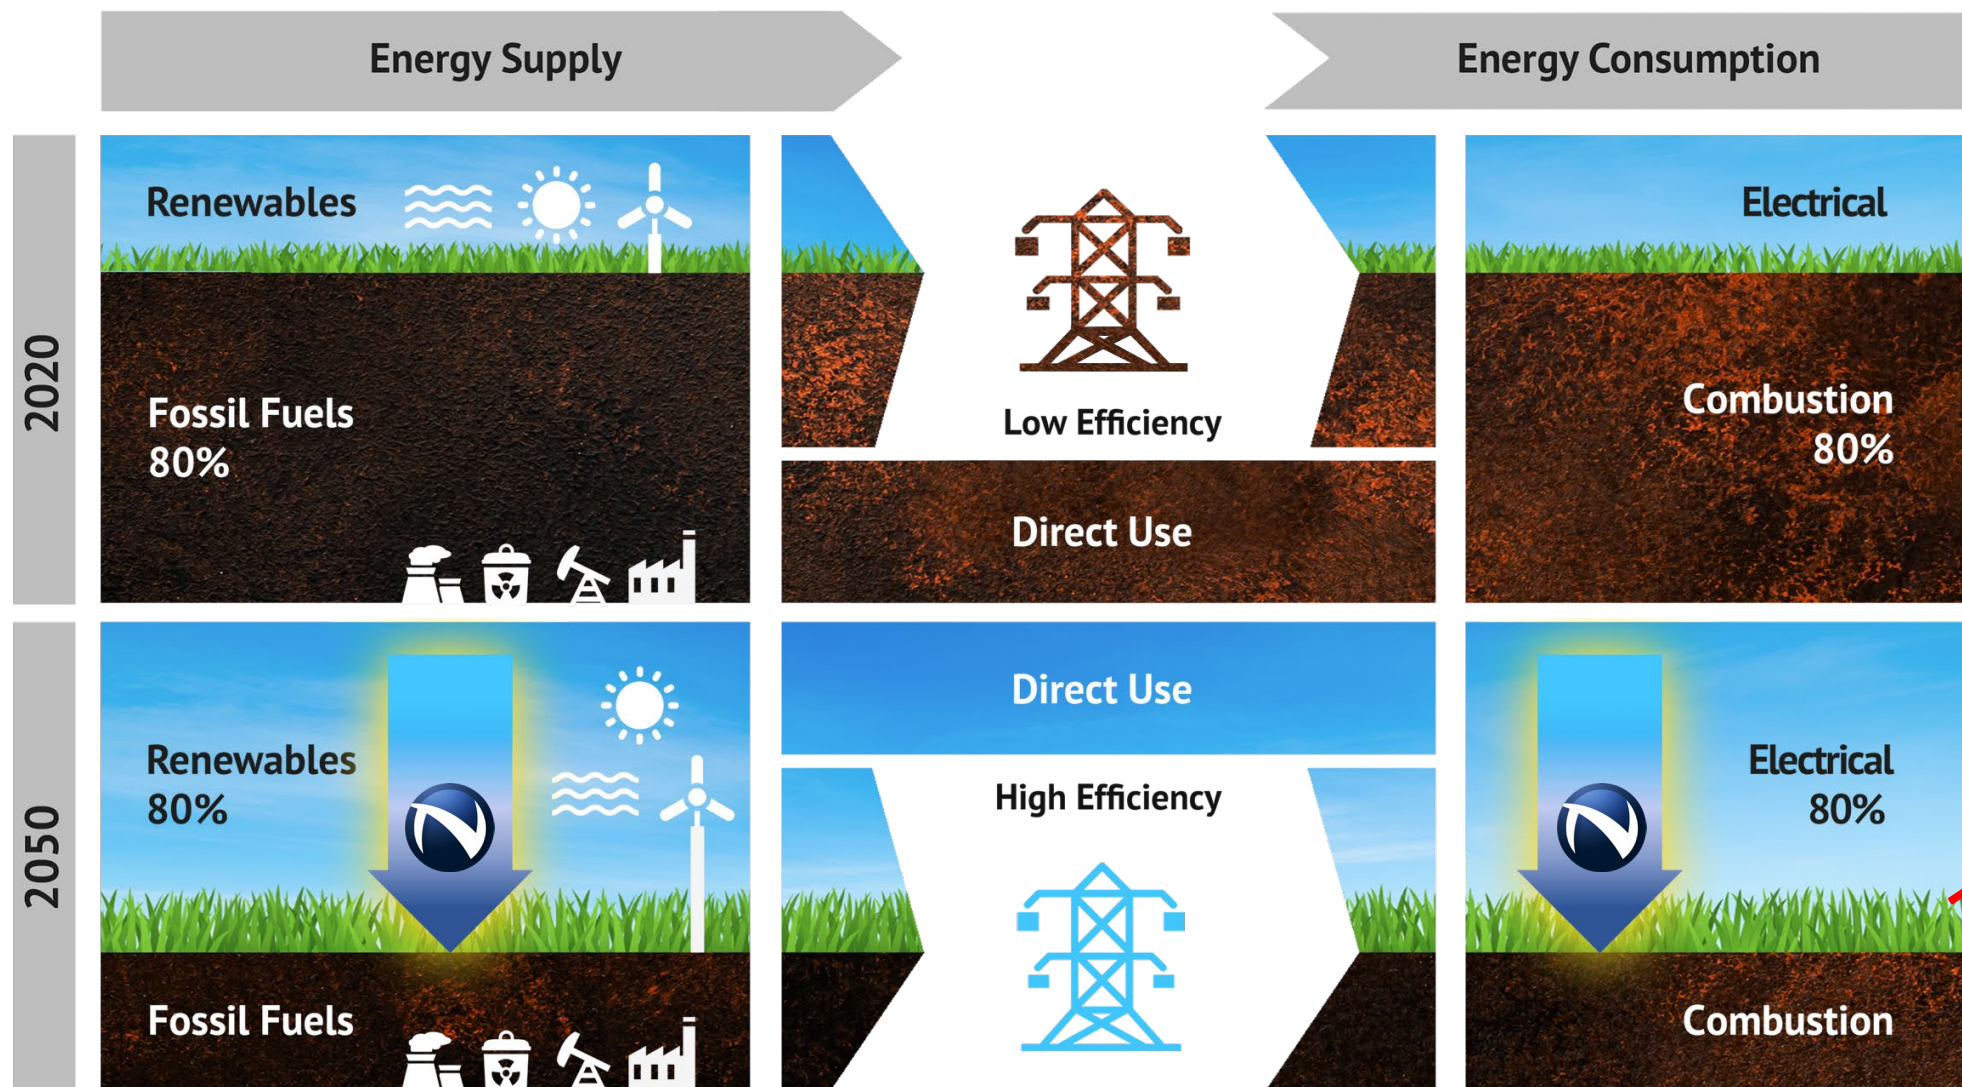 Energy Supply
Energy Consumption
2020
Renewables
Electrical
Fossil Fuels
80%
Low Efficiency
Combustion
80%
Direct Use
2050
Direct Use
Renewables
80%
High Efficiency
Electrical
80%
Fossil Fuels
Combustion